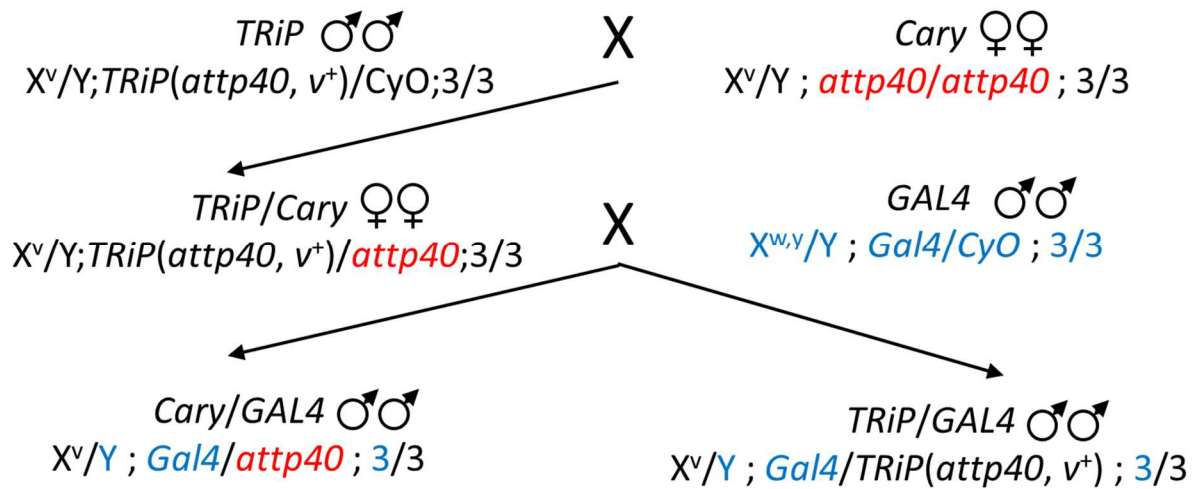 TRiP ♂♂ X Cary ♀♀
Xᵛ/Y;TRiP(attp40, v⁺)/CyO;3/3 Xᵛ/Y ; attp40/attp40 ; 3/3
TRiP/Cary ♀♀ X GAL4 ♂♂
Xᵛ/Y;TRiP(attp40, v⁺)/attp40;3/3 Xʷ,ʸ/Y ; Gal4/CyO ; 3/3
Cary/GAL4 ♂♂ TRiP/GAL4 ♂♂
Xᵛ/Y ; Gal4/attp40 ; 3/3 Xᵛ/Y ; Gal4/TRiP(attp40, v⁺) ; 3/3